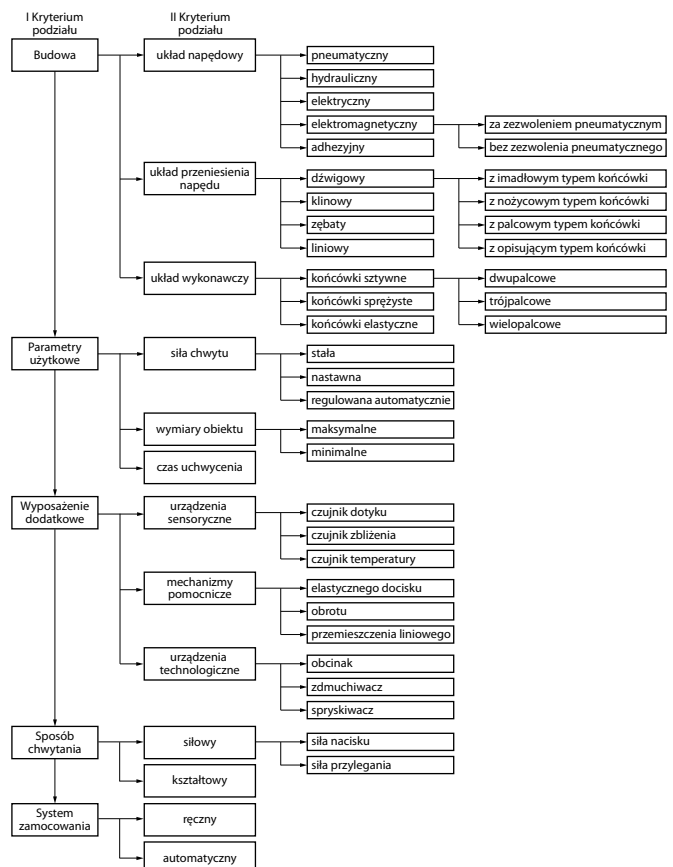 I Kryterium
podziału
II Kryterium
podziału
Budowa
układ napędowy
pneumatyczny
hydrauliczny
elektryczny
elektromagnetyczny
za zezwoleniem pneumatycznym
adhezyjny
bez zezwolenia pneumatycznego
układ przeniesienia
napędu
dźwigowy
z imadłowym typem końcówki
klinowy
z nożycowym typem końcówki
zębaty
z palcowym typem końcówki
liniowy
z opisującym typem końcówki
układ wykonawczy
końcówki sztywne
dwupalcowe
końcówki sprężyste
trójpalcowe
końcówki elastyczne
wielopalcowe
Parametry
użytkowe
siła chwytu
stała
nastawna
regulowana automatycznie
wymiary obiektu
maksymalne
minimalne
czas uchwycenia
Wyposażenie
dodatkowe
urządzenia
sensoryczne
czujnik dotyku
czujnik zbliżenia
czujnik temperatury
mechanizmy
pomocnicze
elastycznego docisku
obrotu
przemieszczenia liniowego
urządzenia
technologiczne
obcinak
zdmuchiwacz
spryskiwacz
Sposób
chwytania
siłowy
siła nacisku
siła przylegania
kształtowy
System
zamocowania
ręczny
automatyczny